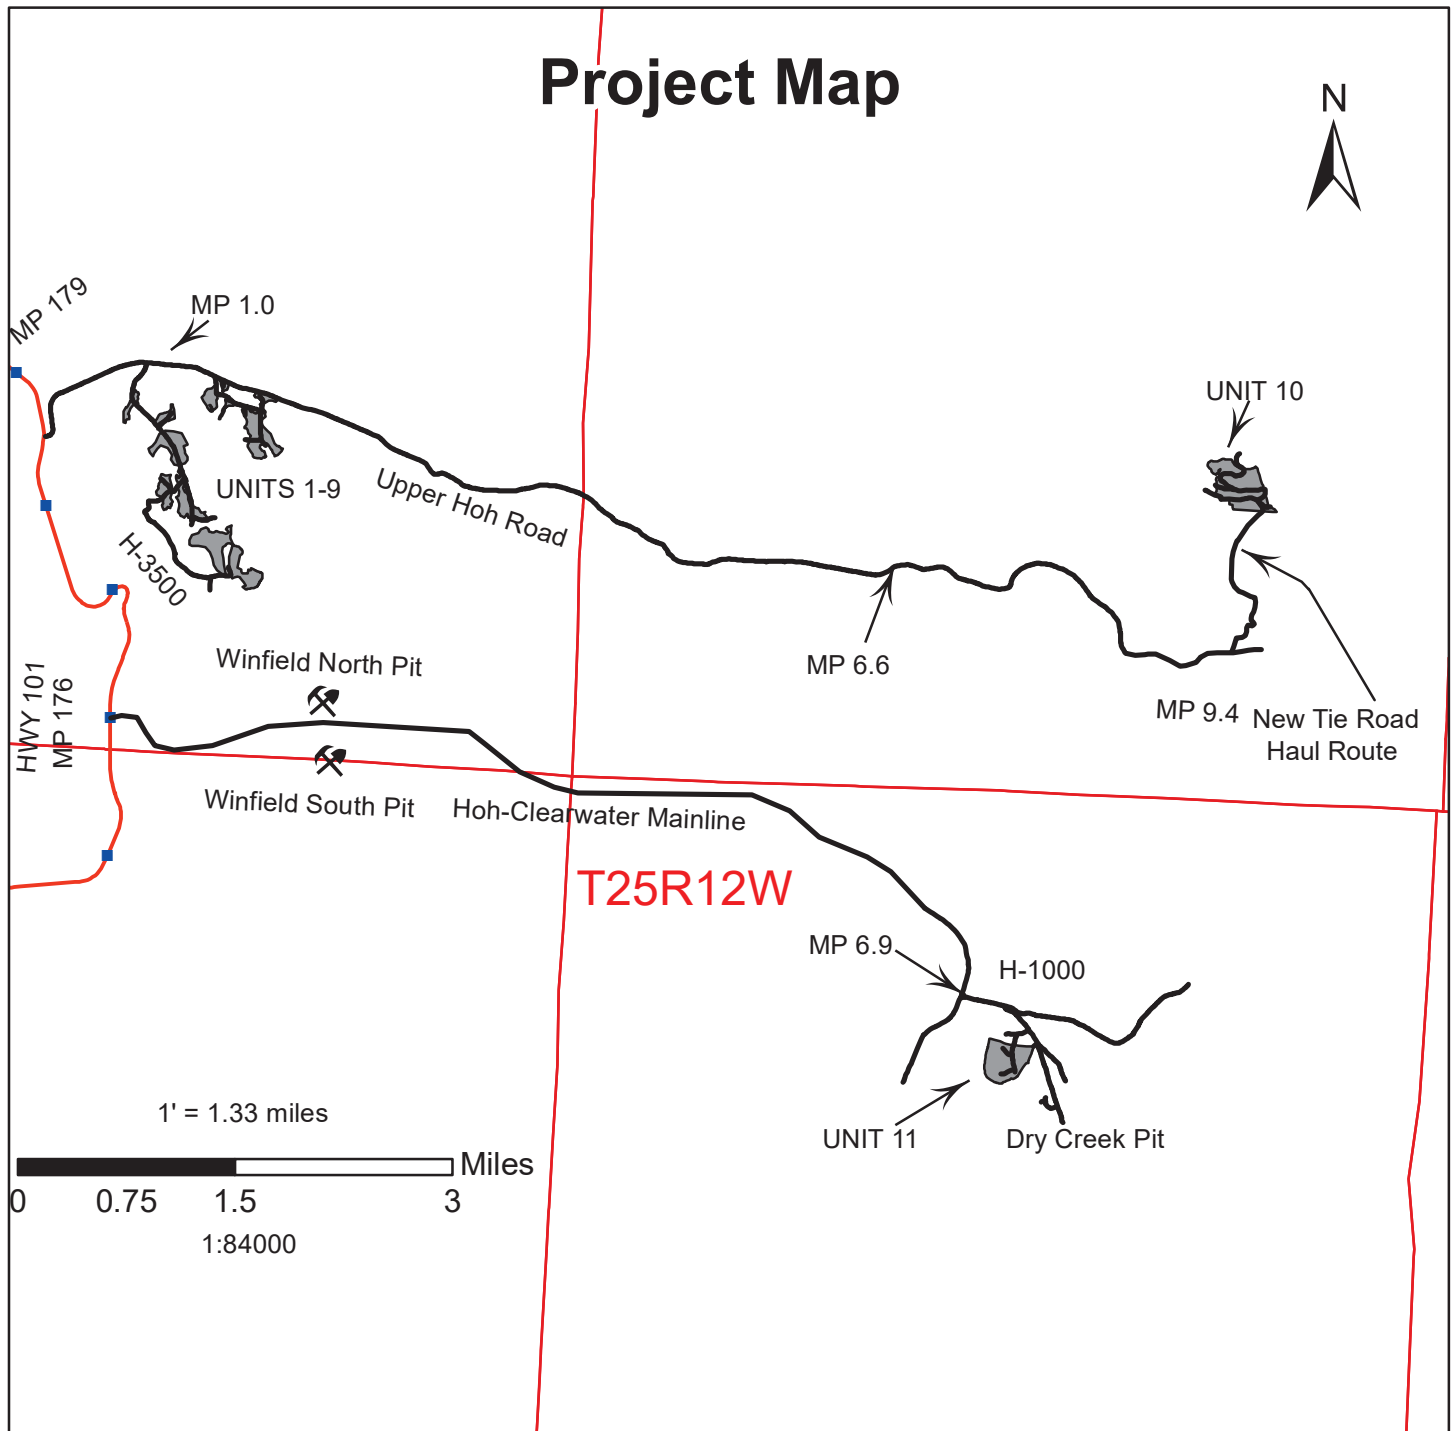 Project Map
N
MP 179
MP 1.0
UNIT 10
UNITS 1-9
Upper Hoh Road
H-3500
MP 6.6
Winfield North Pit
HWY 101
MP 176
MP 9.4
New Tie Road
Haul Route
Winfield South Pit
Hoh-Clearwater Mainline
T25R12W
MP 6.9
H-1000
1' = 1.33 miles
UNIT 11
Dry Creek Pit
Miles
0 0.75 1.5 3
1:84000